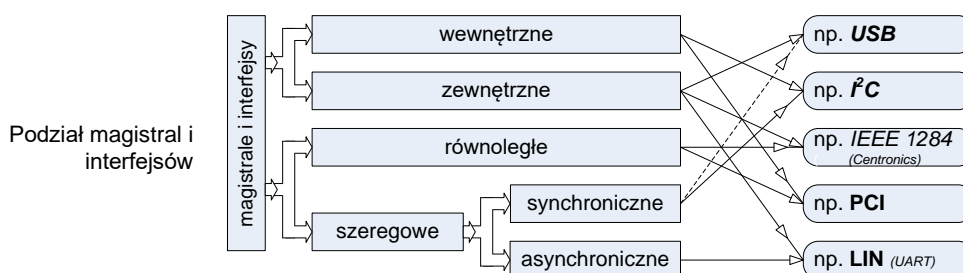 Podział magistral i
interfejsów
magistrale i interfejsy
wewnętrzne
zewnętrzne
równoległe
szeregowe
synchroniczne
asynchroniczne
np. USB
np. I²C
np. IEEE 1284
(Centronics)
np. PCI
np. LIN (UART)